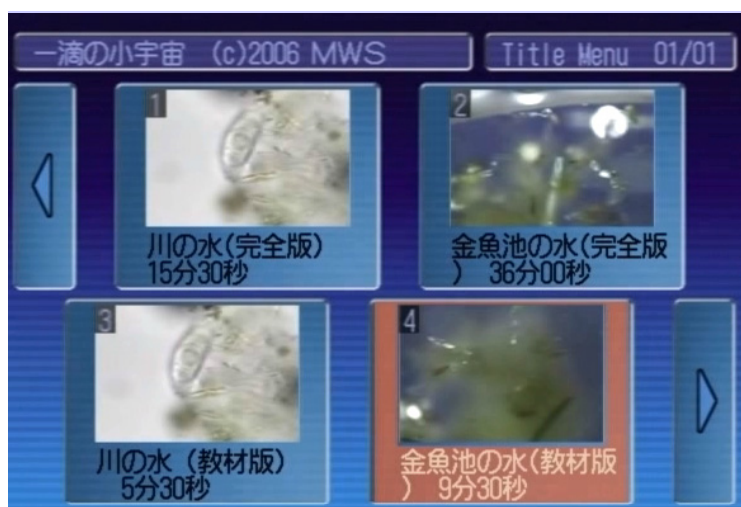 一滴の小宇宙 (c)2006 MWS
Title Menu 01/01
1
川の水(完全版)
15分30秒
2
金魚池の水(完全版
) 36分00秒
3
川の水(教材版)
5分30秒
4
金魚池の水(教材版
) 9分30秒